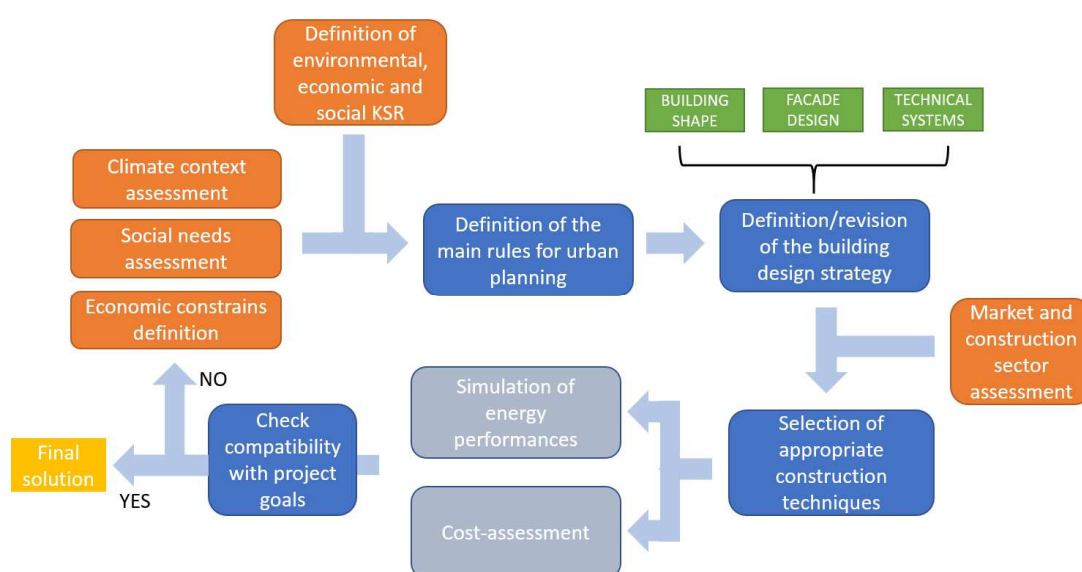 Definition of
environmental,
economic and
social KSR
Climate context
assessment
Social needs
assessment
Economic constrains
definition
Definition of the
main rules for urban
planning
BUILDING
SHAPE
FACADE
DESIGN
TECHNICAL
SYSTEMS
Definition/revision
of the building
design strategy
Market and
construction
sector
assessment
Selection of
appropriate
construction
techniques
Simulation of
energy
performances
Cost-assessment
Check
compatibility
with project
goals
NO
YES
Final
solution